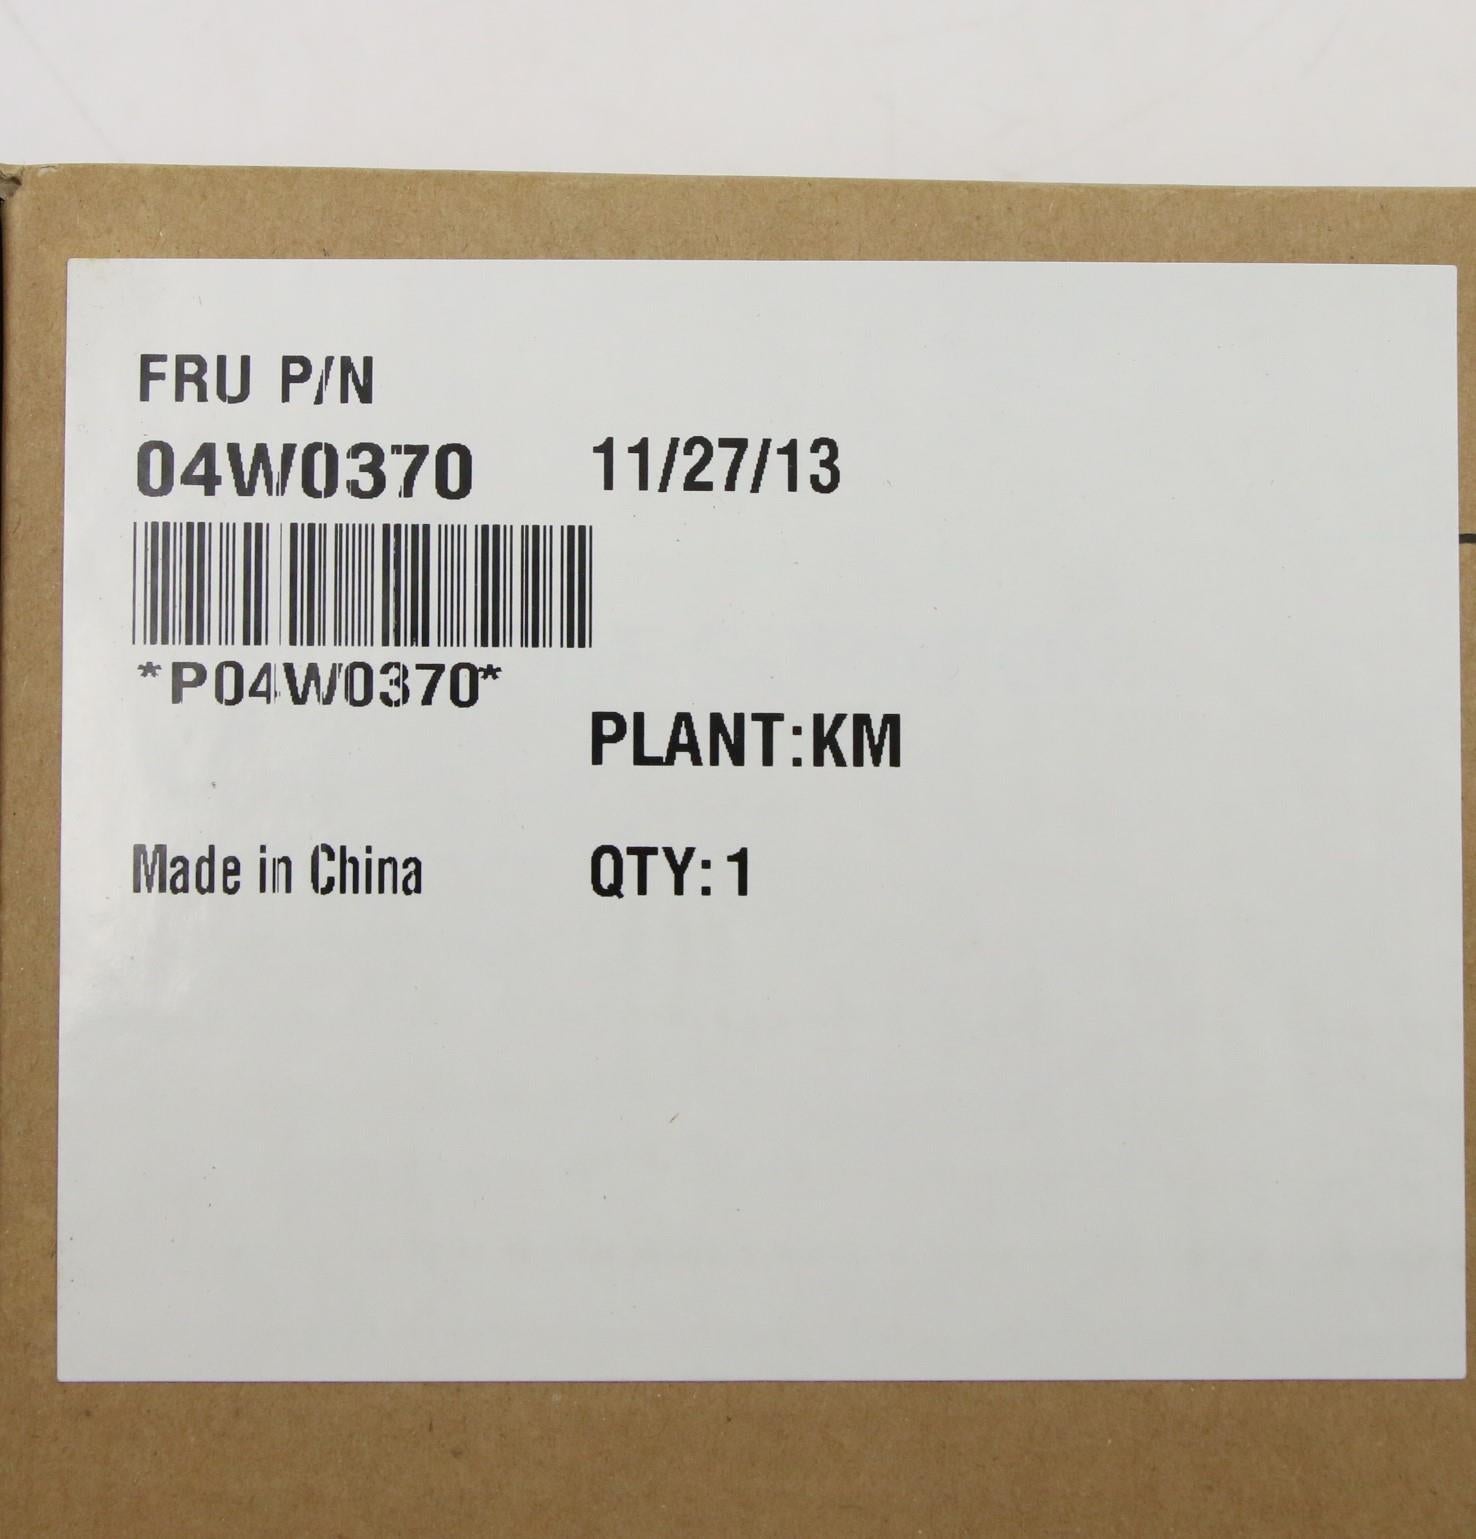 FRU P/N
04W0370 11/27/13
*P04W0370*
PLANT:KM
Made in China QTY: 1